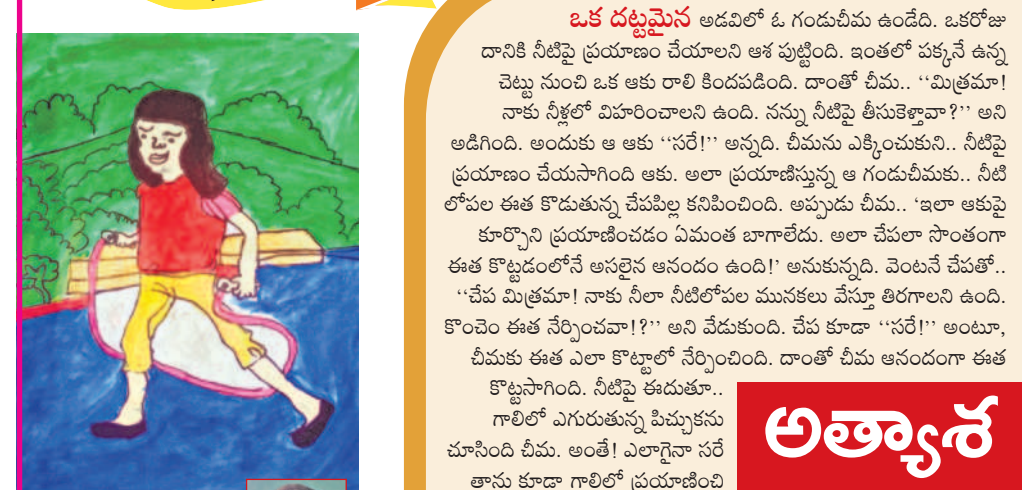 ఒక దట్టమైన అడవిలో ఓ గండుచీమ ఉండేది. ఒకరోజు
దానికి నీటిపై ప్రయాణం చేయాలని ఆశ పుట్టింది. ఇంతలో పక్కనే ఉన్న
చెట్టు నుంచి ఒక ఆకు రాలి కిందపడింది. దాంతో చీమ.. ‘‘మిత్రమా!
నాకు నీళ్లలో విహరించాలని ఉంది. నన్ను నీటిపై తీసుకెళ్తావా?’’ అని
అడిగింది. అందుకు ఆ ఆకు ‘‘సరే!’’ అన్నది. చీమను ఎక్కించుకుని.. నీటిపై
ప్రయాణం చేయసాగింది ఆకు. అలా ప్రయాణిస్తున్న ఆ గండుచీమకు.. నీటి
లోపల ఈత కొడుతున్న చేపపిల్ల కనిపించింది. అప్పుడు చీమ.. ‘ఇలా ఆకుపై
కూర్చొని ప్రయాణించడం ఏమంత బాగాలేదు. అలా చేపలా సొంతంగా
ఈత కొట్టడంలోనే అసలైన ఆనందం ఉంది!’ అనుకున్నది. వెంటనే చేపతో..
‘‘చేప మిత్రమా! నాకు నీలా నీటిలోపల మునకలు వేస్తూ తిరగాలని ఉంది.
కొంచెం ఈత నేర్పించవా!?’’ అని వేడుకుంది. చేప కూడా ‘‘సరే!’’ అంటూ,
చీమకు ఈత ఎలా కొట్టాలో నేర్పించింది. దాంతో చీమ ఆనందంగా ఈత
కొట్టసాగింది. నీటిపై ఈదుతూ..
గాలిలో ఎగురుతున్న పిచ్చుకను
చూసింది చీమ. అంతే! ఎలాగైనా సరే
తాను కూడా గాలిలో ప్రయాణించి
అత్యాశ